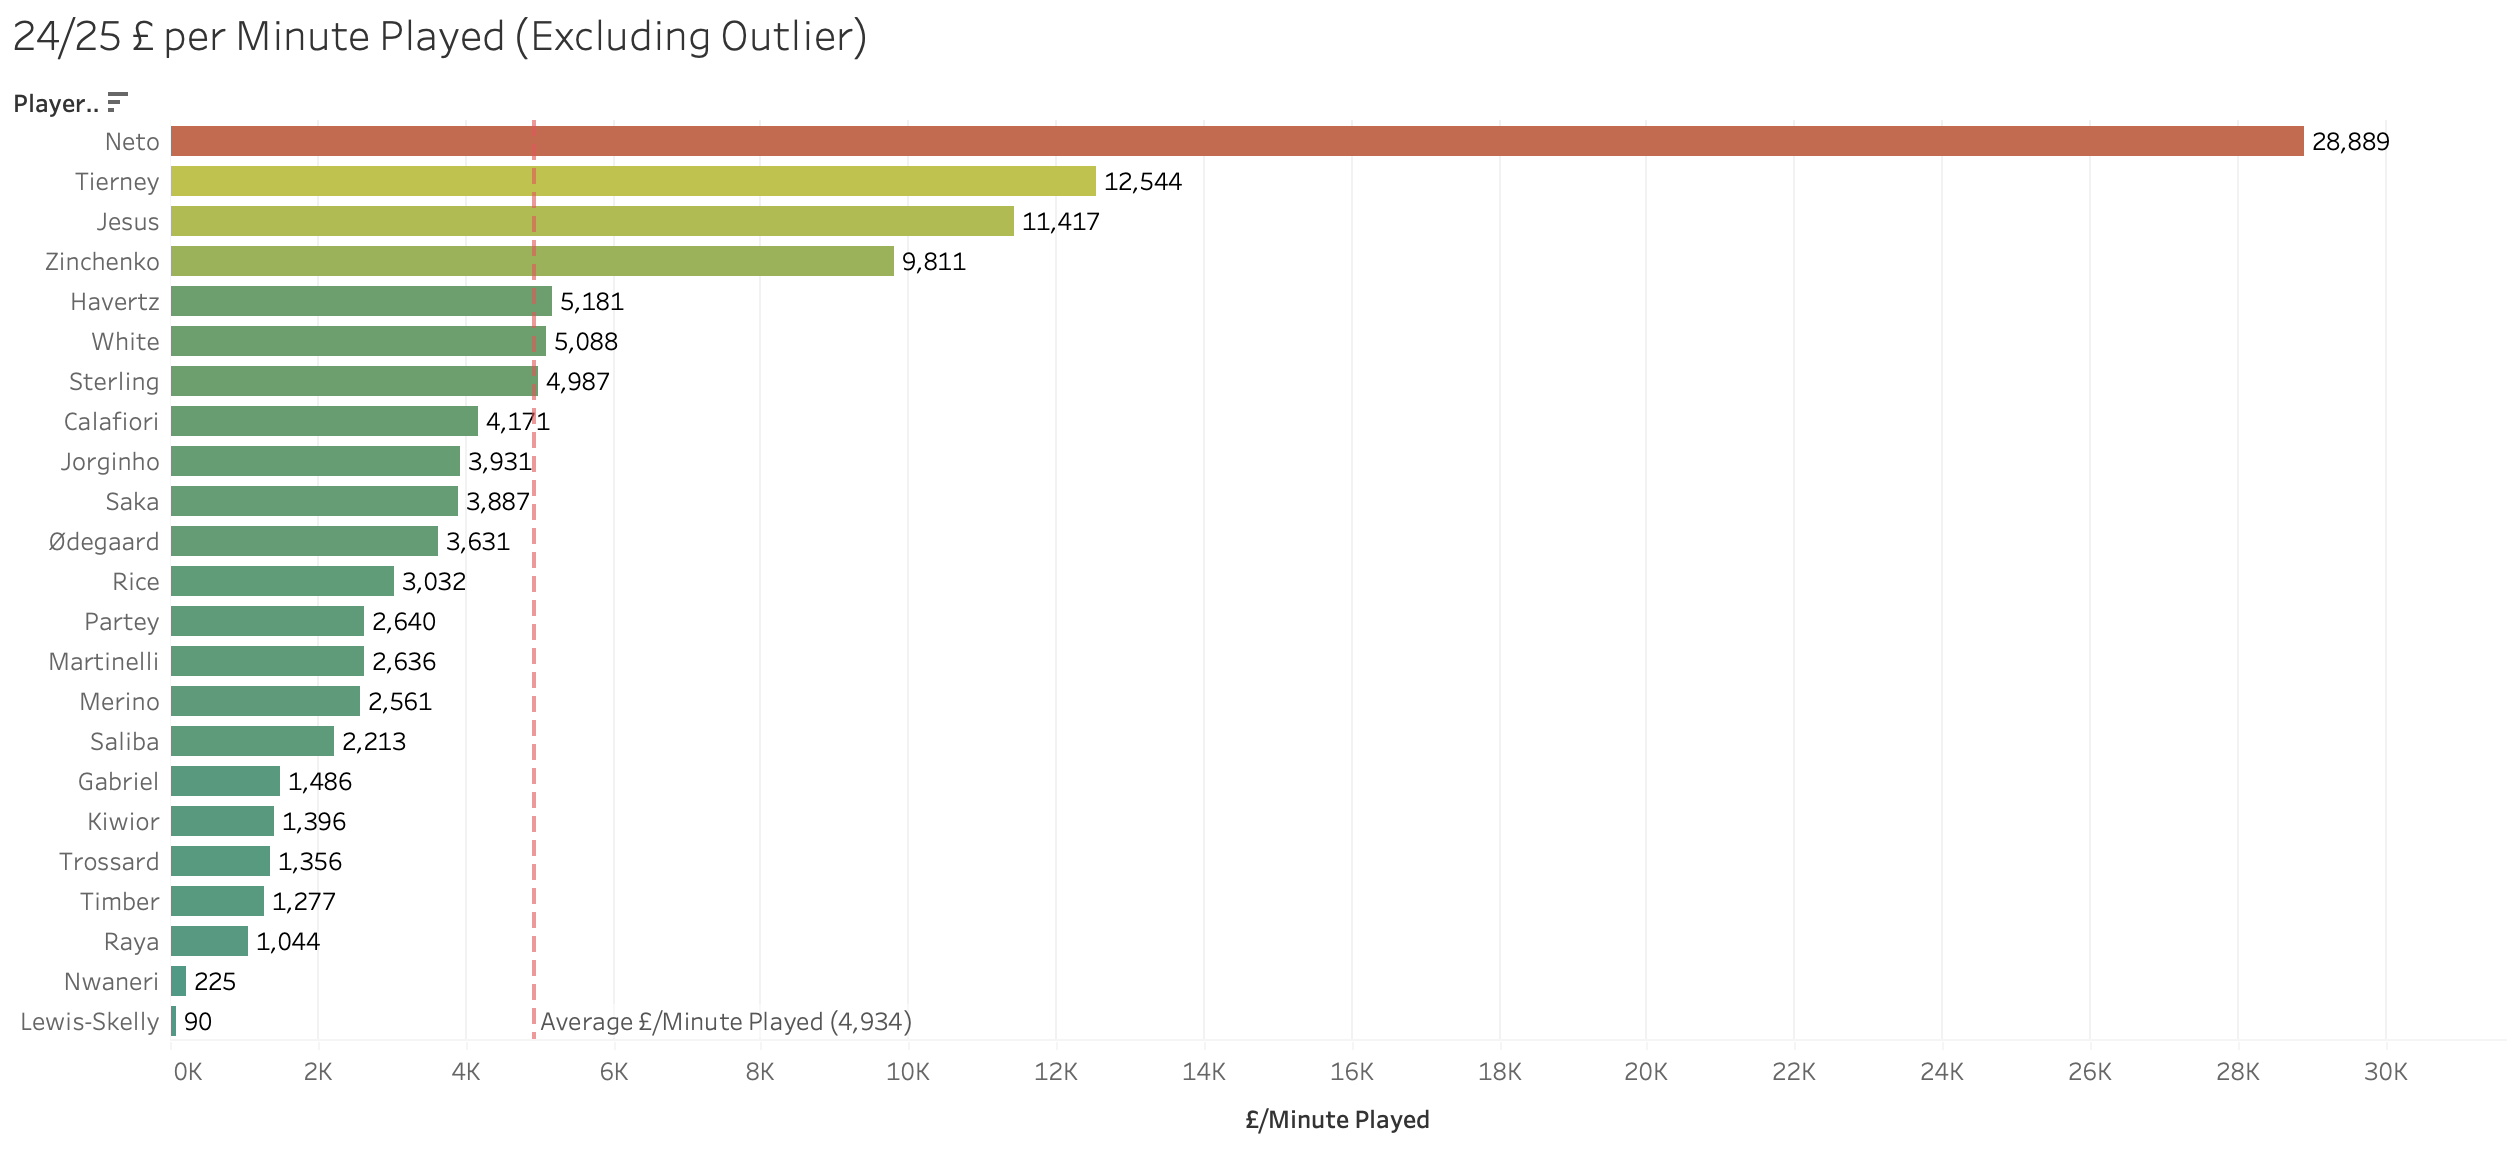 24/25 £ per Minute Played (Excluding Outlier)
Player..
Neto 28,889
Tierney 12,544
Jesus 11,417
Zinchenko 9,811
Havertz 5,181
White 5,088
Sterling 4,987
Calafiori 4,171
Jorginho 3,931
Saka 3,887
Ødegaard 3,631
Rice 3,032
Partey 2,640
Martinelli 2,636
Merino 2,561
Saliba 2,213
Gabriel 1,486
Kiwior 1,396
Trossard 1,356
Timber 1,277
Raya 1,044
Nwaneri 225
Lewis-Skelly 90 Average £/Minute Played (4,934)
0K 2K 4K 6K 8K 10K 12K 14K 16K 18K 20K 22K 24K 26K 28K 30K
£/Minute Played